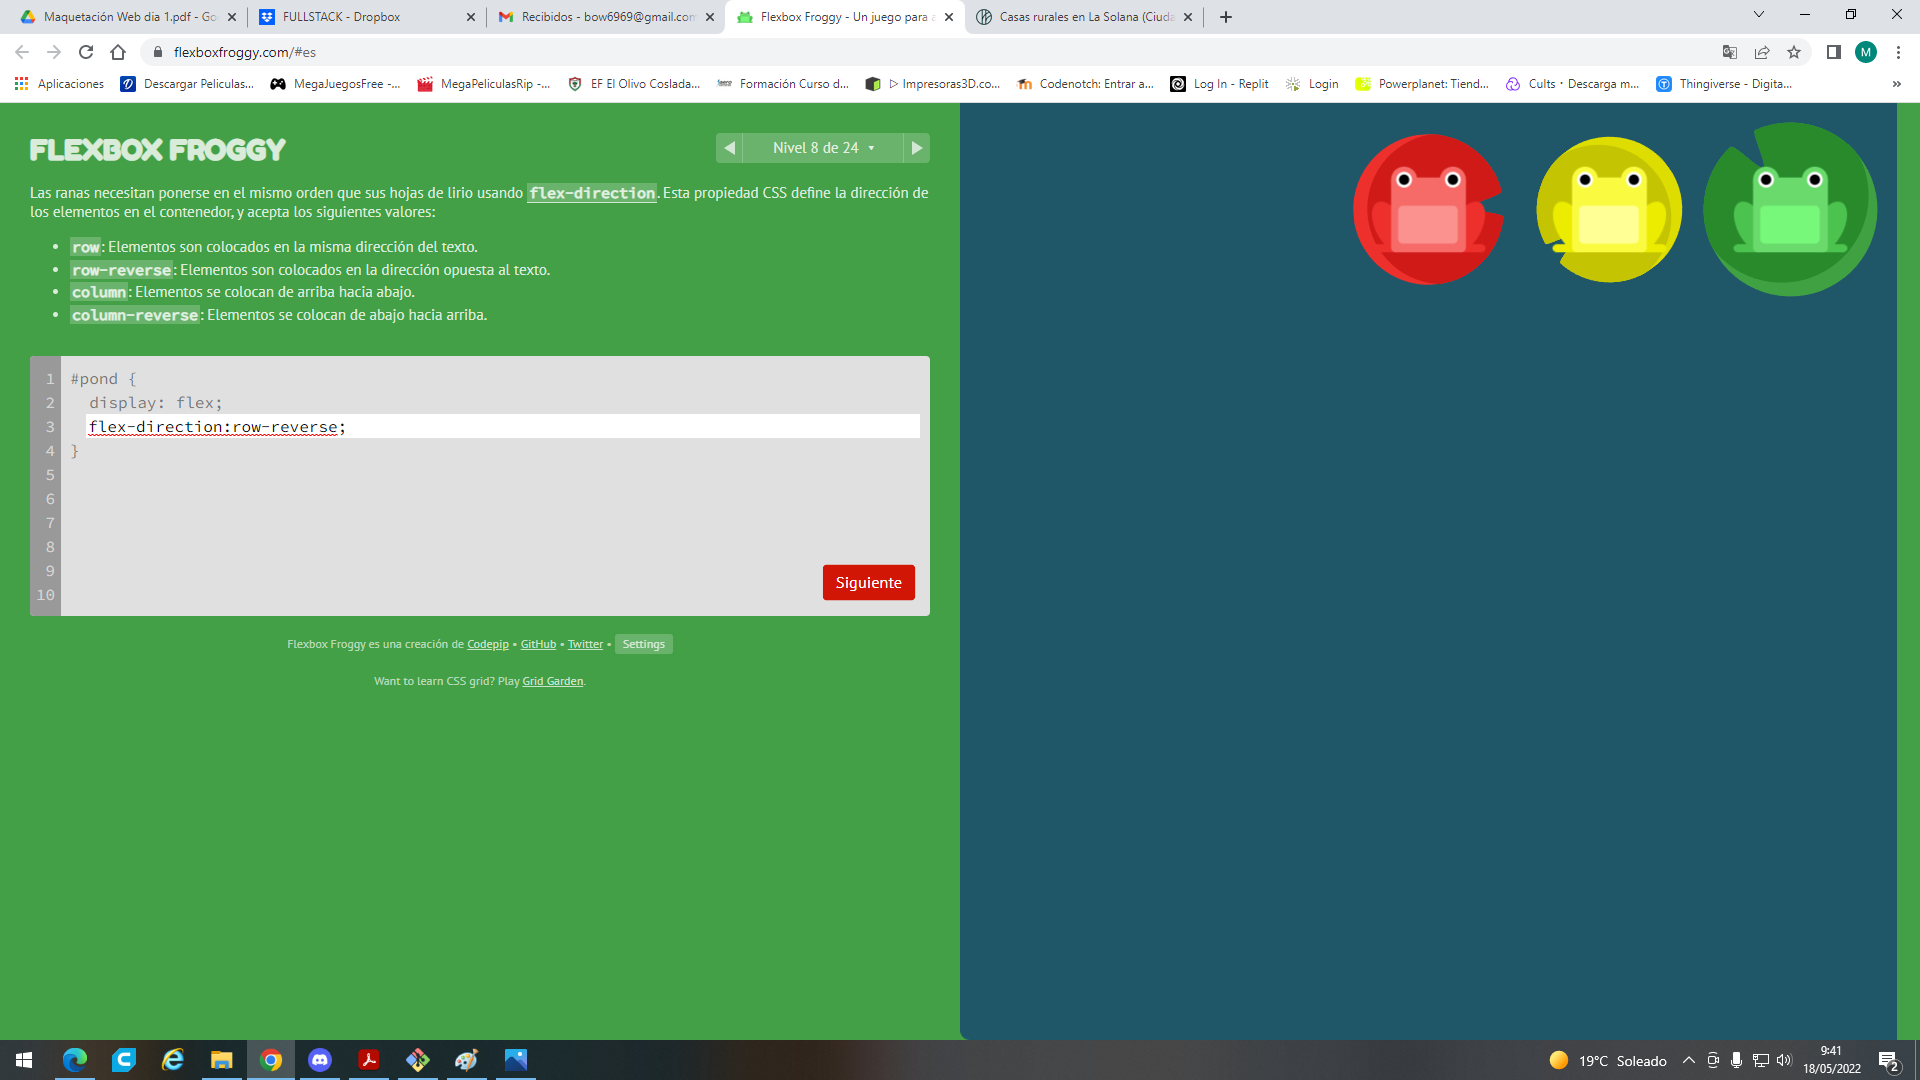 Maquetación Web dia 1.pdf - Go
FULLSTACK - Dropbox
Recibidos - bow6969@gmail.com
Flexbox Froggy - Un juego para a
Casas rurales en La Solana (Ciuda
flexboxfroggy.com/#es
M
Aplicaciones
Descargar Peliculas...
MegaJuegosFree -...
MegaPeliculasRip -...
EF El Olivo Coslada...
Formación Curso d...
▷ Impresoras3D.co...
Codenotch: Entrar a...
Log In - Replit
Login
Powerplanet: Tiend...
Cults · Descarga m...
Thingiverse - Digita...
»
FLEXBOX FROGGY
Nivel 8 de 24
Las ranas necesitan ponerse en el mismo orden que sus hojas de lirio usando flex-direction. Esta propiedad CSS define la dirección de
los elementos en el contenedor, y acepta los siguientes valores:
• row: Elementos son colocados en la misma dirección del texto.
• row-reverse: Elementos son colocados en la dirección opuesta al texto.
• column: Elementos se colocan de arriba hacia abajo.
• column-reverse: Elementos se colocan de abajo hacia arriba.
1 #pond {
2 display: flex;
3 flex-direction:row-reverse;
4 }
5
6
7
8
9
10
Siguiente
Flexbox Froggy es una creación de Codepip • GitHub • Twitter • Settings
Want to learn CSS grid? Play Grid Garden.
19°C Soleado
9:41
18/05/2022
2